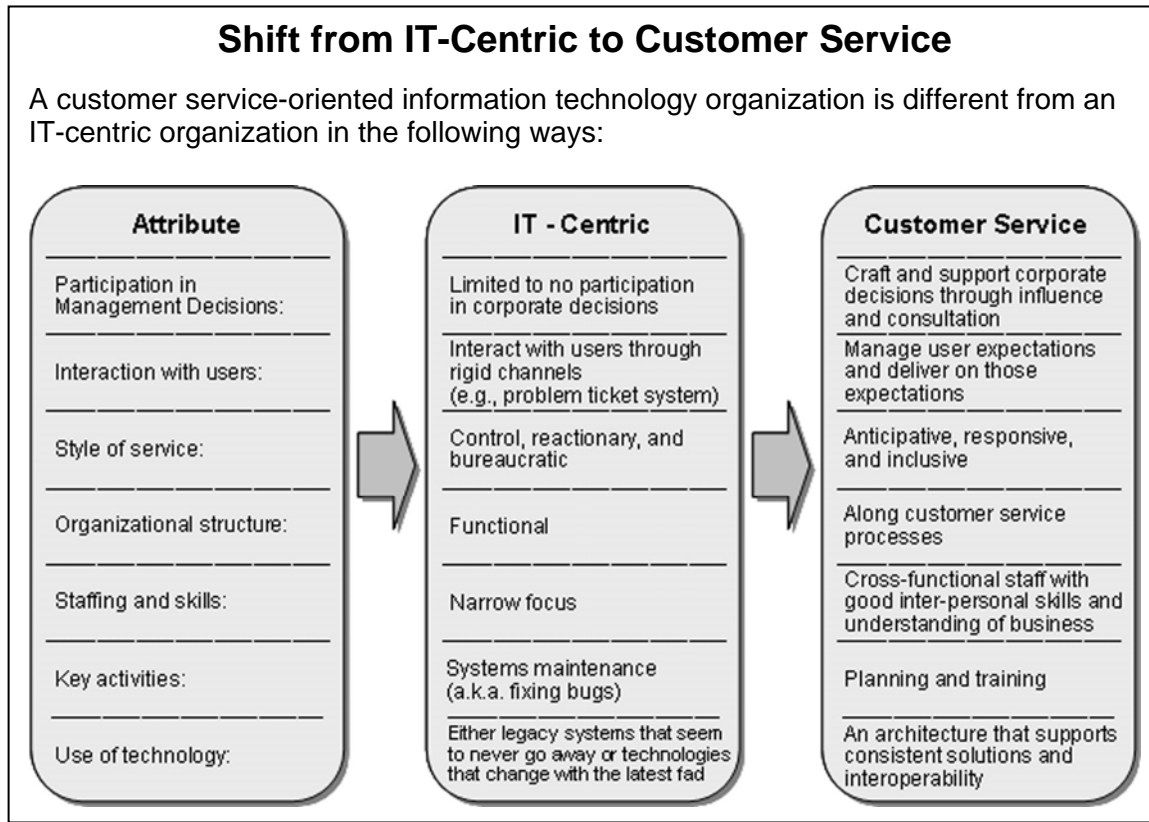 Shift from IT-Centric to Customer Service
A customer service-oriented information technology organization is different from an
IT-centric organization in the following ways:
Attribute
Participation in
Management Decisions:
Interaction with users:
Style of service:
Organizational structure:
Staffing and skills:
Key activities:
Use of technology:
IT - Centric
Limited to no participation
in corporate decisions
Interact with users through
rigid channels
(e.g., problem ticket system)
Control, reactionary, and
bureaucratic
Functional
Narrow focus
Systems maintenance
(a.k.a. fixing bugs)
Either legacy systems that seem
to never go away or technologies
that change with the latest fad
Customer Service
Craft and support corporate
decisions through influence
and consultation
Manage user expectations
and deliver on those
expectations
Anticipative, responsive,
and inclusive
Along customer service
processes
Cross-functional staff with
good inter-personal skills and
understanding of business
Planning and training
An architecture that supports
consistent solutions and
interoperability